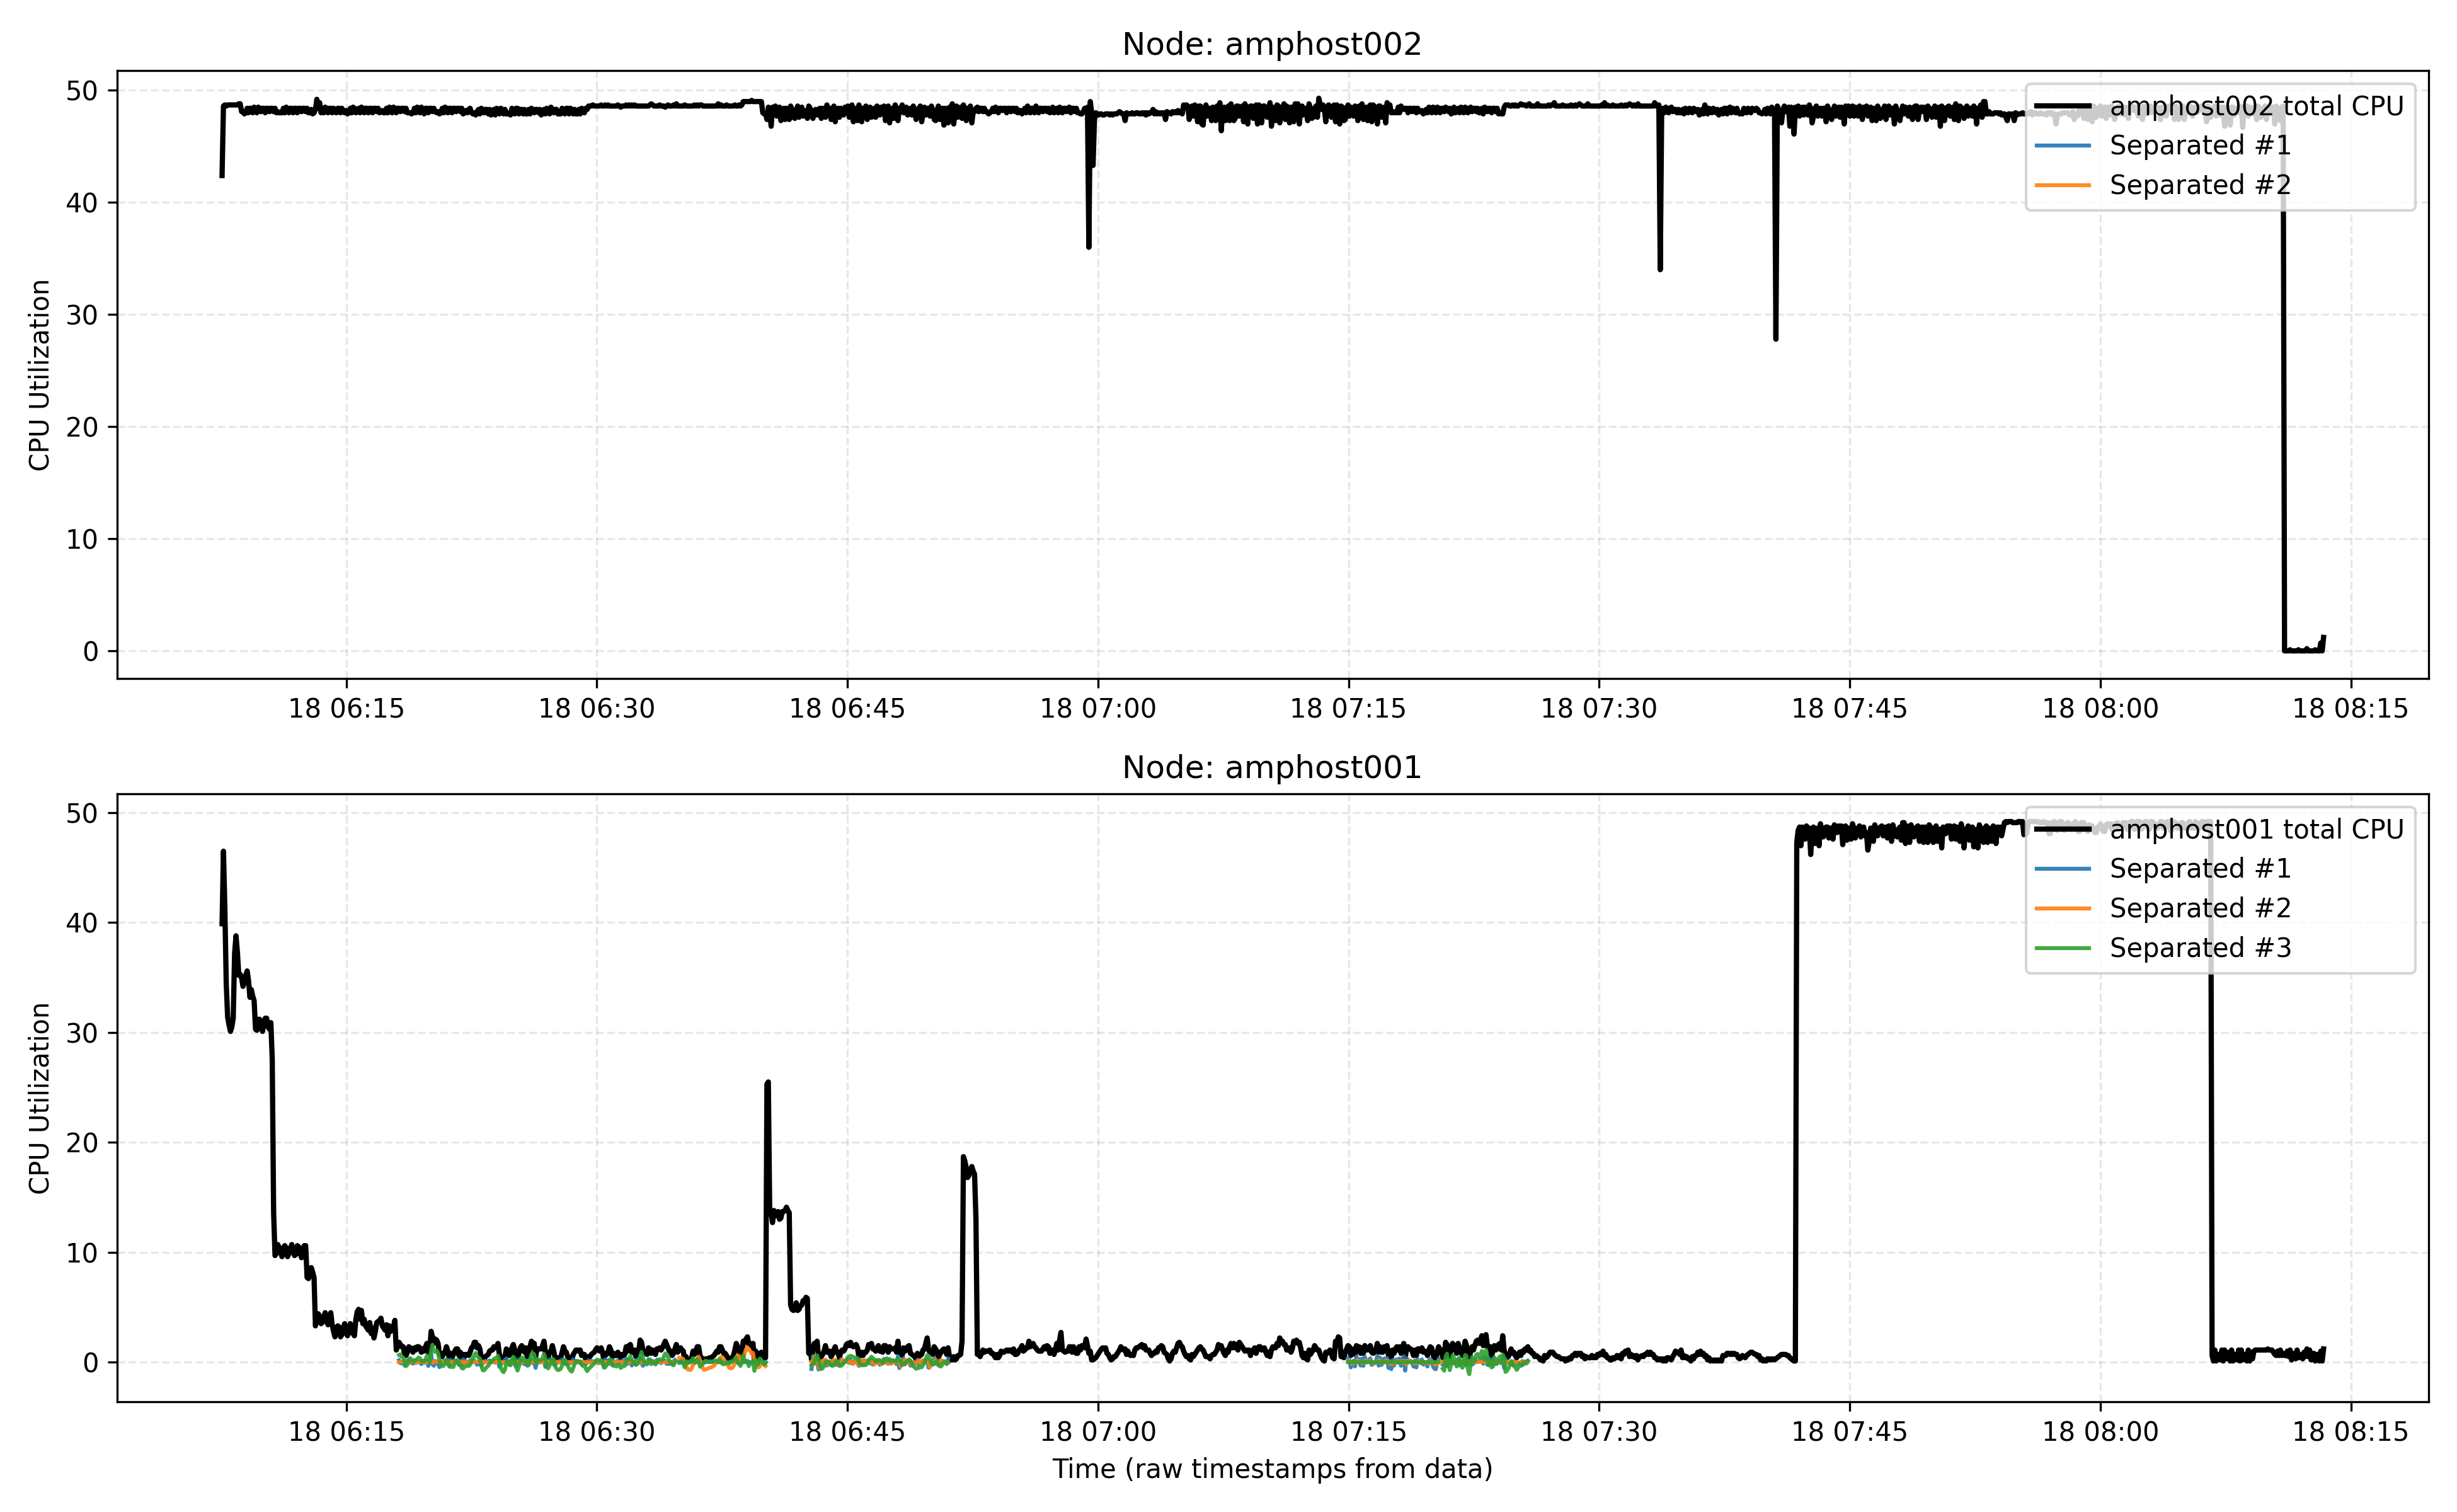 Node: amphost002
CPU Utilization
50
40
30
20
10
0
amphost002 total CPU
Separated #1
Separated #2
18 06:15
18 06:30
18 06:45
18 07:00
18 07:15
18 07:30
18 07:45
18 08:00
18 08:15
Node: amphost001
CPU Utilization
50
40
30
20
10
0
amphost001 total CPU
Separated #1
Separated #2
Separated #3
18 06:15
18 06:30
18 06:45
18 07:00
18 07:15
18 07:30
18 07:45
18 08:00
18 08:15
Time (raw timestamps from data)